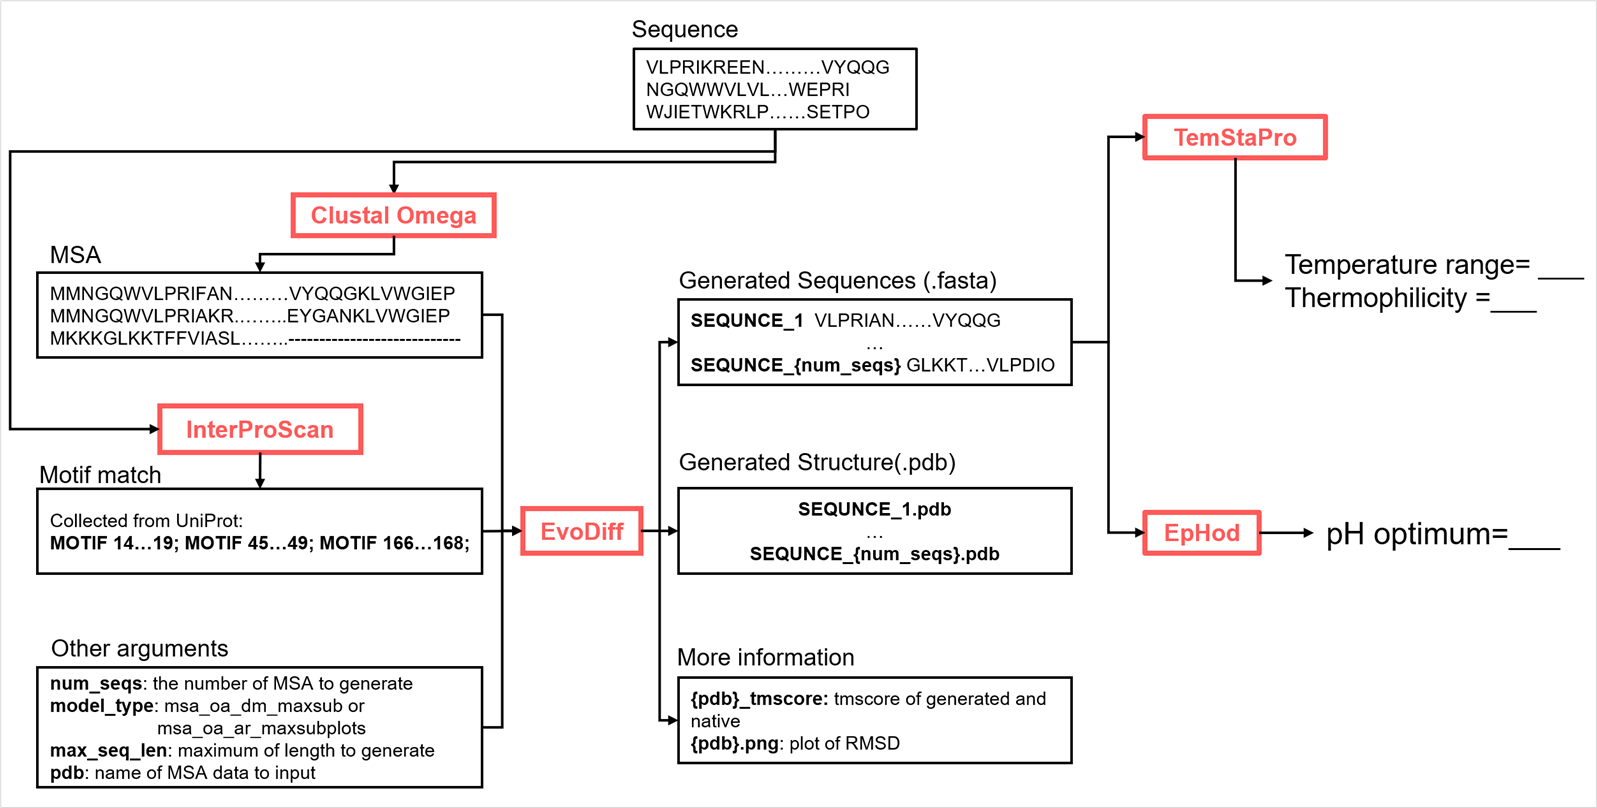 Sequence
VLPRIKREEN………VYQQG
NGQWWVLVL…WEPRI
WJIETWKRLP……SETPO
Clustal Omega
MSA
MMNGQWVLPRIFAN………VYQQGKLVWGIEP
MMNGQWVLPRIAKR……..EYGANKLVWGIEP
MKKKGLKKTFFVIASL……..----------------------------
InterProScan
Motif match
Collected from UniProt:
MOTIF 14…19; MOTIF 45…49; MOTIF 166…168;
Other arguments
num_seqs: the number of MSA to generate
model_type: msa_oa_dm_maxsub or
msa_oa_ar_maxsubplots
max_seq_len: maximum of length to generate
pdb: name of MSA data to input
EvoDiff
Generated Sequences (.fasta)
SEQUNCE_1 VLPRIAN……VYQQG
…
SEQUNCE_{num_seqs} GLKKT…VLPDIO
Generated Structure(.pdb)
SEQUNCE_1.pdb
…
SEQUNCE_{num_seqs}.pdb
More information
{pdb}_tmscore: tmscore of generated and
native
{pdb}.png: plot of RMSD
TemStaPro
Temperature range= ___
Thermophilicity =___
EpHod
pH optimum=___